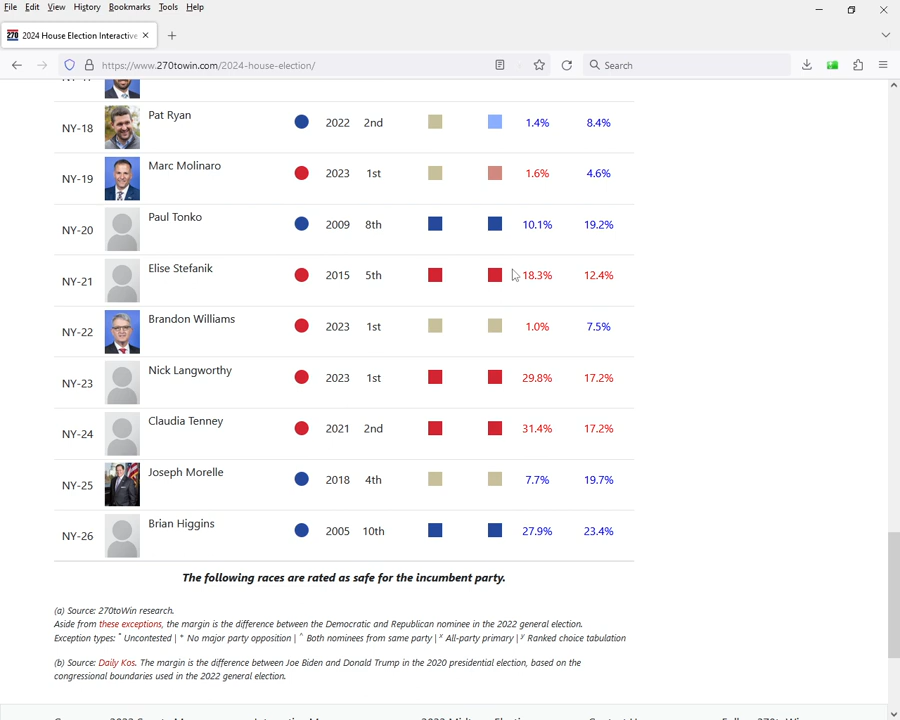 File Edit View History Bookmarks Tools Help
270 2024 House Election Interactive
https://www.270towin.com/2024-house-election/ Search
NY-18 Pat Ryan 2022 2nd 1.4% 8.4%
NY-19 Marc Molinaro 2023 1st 1.6% 4.6%
NY-20 Paul Tonko 2009 8th 10.1% 19.2%
NY-21 Elise Stefanik 2015 5th 18.3% 12.4%
NY-22 Brandon Williams 2023 1st 1.0% 7.5%
NY-23 Nick Langworthy 2023 1st 29.8% 17.2%
NY-24 Claudia Tenney 2021 2nd 31.4% 17.2%
NY-25 Joseph Morelle 2018 4th 7.7% 19.7%
NY-26 Brian Higgins 2005 10th 27.9% 23.4%
The following races are rated as safe for the incumbent party.
(a) Source: 270toWin research.
Aside from these exceptions, the margin is the difference between the Democratic and Republican nominee in the 2022 general election.
Exception types: * Uncontested | + No major party opposition | ^ Both nominees from same party | x All-party primary | y Ranked choice tabulation
(b) Source: Daily Kos. The margin is the difference between Joe Biden and Donald Trump in the 2020 presidential election, based on the
congressional boundaries used in the 2022 general election.